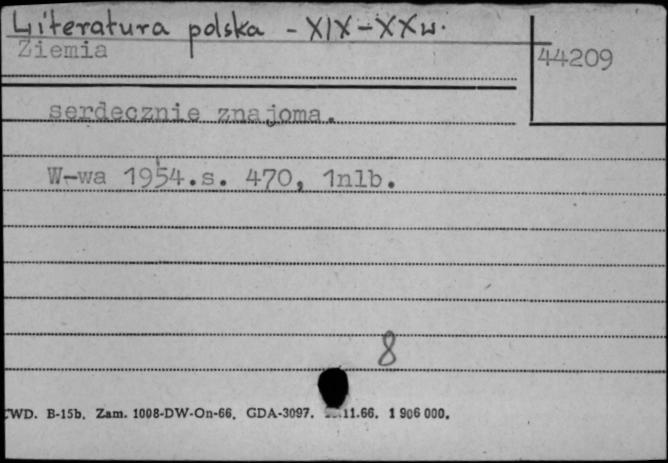 Literatura polska - XIX-XX w.
Ziemia
44209
serdecznie znajoma.
W-wa 1954.s. 470, 1nlb.
8
WD. B-15b. Zam. 1008-DW-On-66. GDA-3097. 11.66. 1 906 000.